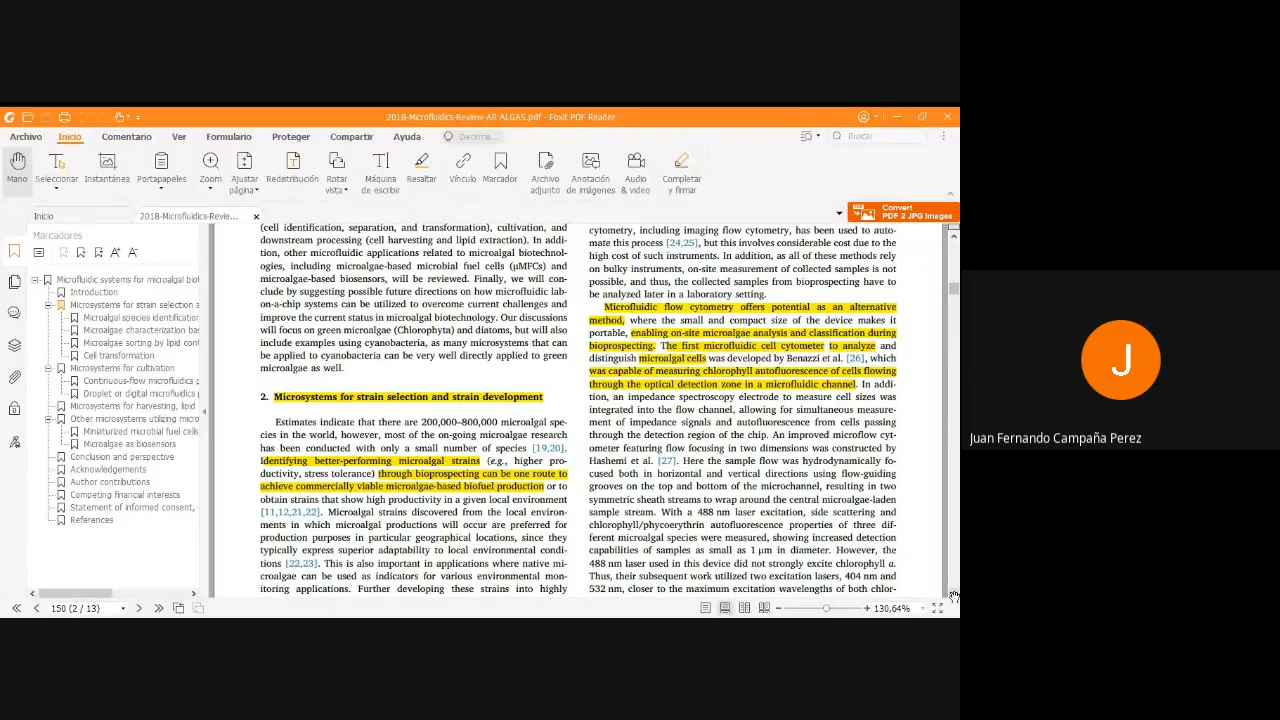 2018-Microfluidics-Review-AR ALGAS.pdf - Foxit PDF Reader
Archivo
Inicio
Comentario
Ver
Formulario
Proteger
Compartir
Ayuda
Decirme...
Buscar
Mano
Seleccionar
Instantánea
Portapapeles
Zoom
Ajustar página
Redistribución
Rotar vista
Máquina de escribir
Resaltar
Vínculo
Marcador
Archivo adjunto
Anotación de imágenes
Audio & video
Completar y firmar
Inicio
2018-Microfluidics-Revie...
Convert
PDF 2 JPG Images
Marcadores
Microfluidic systems for microalgal biot
Introduction
Microsystems for strain selection a
Microalgal species identification
Microalgae characterization bas
Microalgae sorting by lipid cont
Cell transformation
Microsystems for cultivation
Continuous-flow microfluidics p
Droplet or digital microfluidics p
Microsystems for harvesting, lipid
Other microsystems utilizing micro
Miniaturized microbial fuel cells
Microalgae as biosensors
Conclusion and perspective
Acknowledgements
Author contributions
Competing financial interests
Statement of informed consent,
References
(cell identification, separation, and transformation), cultivation, and
downstream processing (cell harvesting and lipid extraction). In addi-
tion, other microfluidic applications related to microalgal biotechnol-
ogies, including microalgae-based microbial fuel cells (μMFCs) and
microalgae-based biosensors, will be reviewed. Finally, we will con-
clude by suggesting possible future directions on how microfluidic lab-
on-a-chip systems can be utilized to overcome current challenges and
improve the current status in microalgal biotechnology. Our discussions
will focus on green microalgae (Chlorophyta) and diatoms, but will also
include examples using cyanobacteria, as many microsystems that can
be applied to cyanobacteria can be very well directly applied to green
microalgae as well.
2. Microsystems for strain selection and strain development
Estimates indicate that there are 200,000–800,000 microalgal spe-
cies in the world, however, most of the on-going microalgae research
has been conducted with only a small number of species [19,20].
Identifying better-performing microalgal strains (e.g., higher pro-
ductivity, stress tolerance) through bioprospecting can be one route to
achieve commercially viable microalgae-based biofuel production or to
obtain strains that show high productivity in a given local environment
[11,12,21,22]. Microalgal strains discovered from the local environ-
ments in which microalgal productions will occur are preferred for
production purposes in particular geographical locations, since they
typically express superior adaptability to local environmental condi-
tions [22,23]. This is also important in applications where native mi-
croalgae can be used as indicators for various environmental mon-
itoring applications. Further developing these strains into highly
cytometry, including imaging flow cytometry, has been used to auto-
mate this process [24,25], but this involves considerable cost due to the
high cost of such instruments. In addition, as all of these methods rely
on bulky instruments, on-site measurement of collected samples is not
possible, and thus, the collected samples from bioprospecting have to
be analyzed later in a laboratory setting.
Microfluidic flow cytometry offers potential as an alternative
method, where the small and compact size of the device makes it
portable, enabling on-site microalgae analysis and classification during
bioprospecting. The first microfluidic cell cytometer to analyze and
distinguish microalgal cells was developed by Benazzi et al. [26], which
was capable of measuring chlorophyll autofluorescence of cells flowing
through the optical detection zone in a microfluidic channel. In addi-
tion, an impedance spectroscopy electrode to measure cell sizes was
integrated into the flow channel, allowing for simultaneous measure-
ment of impedance signals and autofluorescence from cells passing
through the detection region of the chip. An improved microflow cyt-
ometer featuring flow focusing in two dimensions was constructed by
Hashemi et al. [27]. Here the sample flow was hydrodynamically fo-
cused both in horizontal and vertical directions using flow-guiding
grooves on the top and bottom of the microchannel, resulting in two
symmetric sheath streams to wrap around the central microalgae-laden
sample stream. With a 488 nm laser excitation, side scattering and
chlorophyll/phycoerythrin autofluorescence properties of three dif-
ferent microalgal species were measured, showing increased detection
capabilities of samples as small as 1 μm in diameter. However, the
488 nm laser used in this device did not strongly excite chlorophyll a.
Thus, their subsequent work utilized two excitation lasers, 404 nm and
532 nm, closer to the maximum excitation wavelengths of both chlor-
150 (2 / 13)
130,64%
J
Juan Fernando Campaña Perez